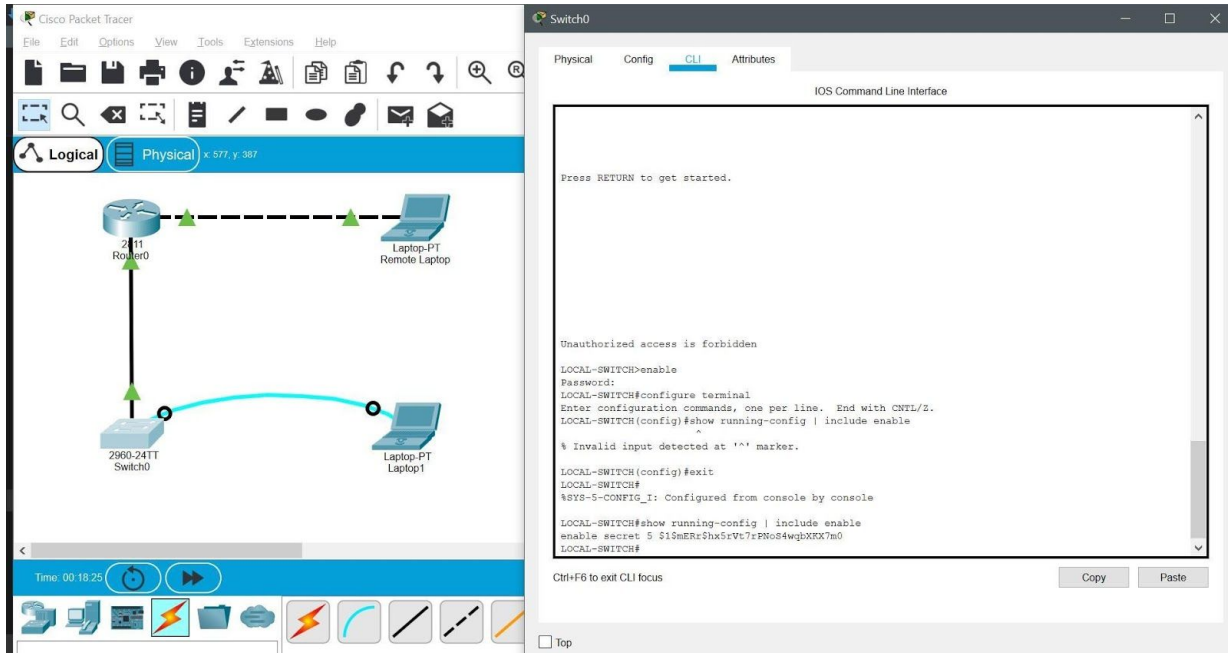 Cisco Packet Tracer
File Edit Options View Tools Extensions Help
Logical Physical x: 577, y: 387
2811
Router0
Laptop-PT
Remote Laptop
2960-24TT
Switch0
Laptop-PT
Laptop1
Time: 00:18:25
Switch0
Physical Config CLI Attributes
IOS Command Line Interface
Press RETURN to get started.
Unauthorized access is forbidden
LOCAL-SWITCH>enable
Password:
LOCAL-SWITCH#configure terminal
Enter configuration commands, one per line. End with CNTL/Z.
LOCAL-SWITCH(config)#show running-config | include enable
^
% Invalid input detected at '^' marker.
LOCAL-SWITCH(config)#exit
LOCAL-SWITCH#
%SYS-5-CONFIG_I: Configured from console by console
LOCAL-SWITCH#show running-config | include enable
enable secret 5 $1$mERr$hx5rVt7rPNoS4wqbXKX7m0
LOCAL-SWITCH#
Ctrl+F6 to exit CLI focus
Copy Paste
Top